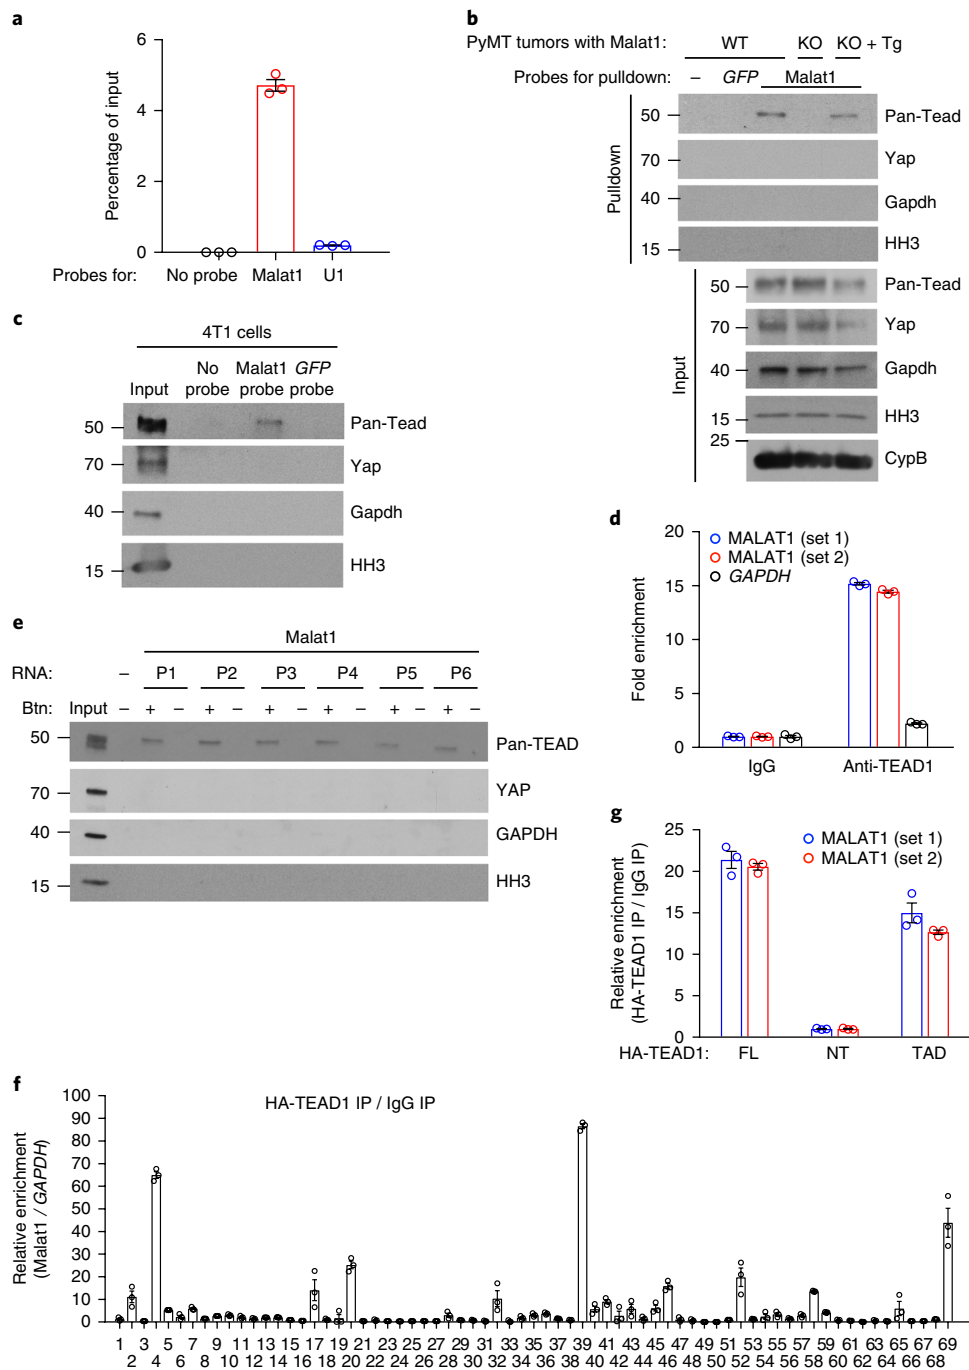 a
6
4
2
0
Percentage of input
Probes for: No probe Malat1 U1
b
PyMT tumors with Malat1: WT KO KO + Tg
Probes for pulldown: – GFP Malat1
Pulldown
50 Pan-Tead
70 Yap
40 Gapdh
15 HH3
Input
50 Pan-Tead
70 Yap
40 Gapdh
15 HH3
25
CypB
c
4T1 cells
Input No probe Malat1 probe GFP probe
50 Pan-Tead
70 Yap
40 Gapdh
15 HH3
d
20
15
10
5
0
Fold enrichment
MALAT1 (set 1)
MALAT1 (set 2)
GAPDH
IgG Anti-TEAD1
e
Malat1
RNA: – P1 P2 P3 P4 P5 P6
Btn: Input – + – + – + – + – + – + –
50 Pan-TEAD
70 YAP
40 GAPDH
15 HH3
g
25
20
15
10
5
0
Relative enrichment
(HA-TEAD1 IP / IgG IP)
MALAT1 (set 1)
MALAT1 (set 2)
HA-TEAD1: FL NT TAD
f
HA-TEAD1 IP / IgG IP
100
90
80
70
60
50
40
30
20
10
0
Relative enrichment
(Malat1 / GAPDH)
1 3 5 7 9 11 13 15 17 19 21 23 25 27 29 31 33 35 37 39 41 43 45 47 49 51 53 55 57 59 61 63 65 67 69
2 4 6 8 10 12 14 16 18 20 22 24 26 28 30 32 34 36 38 40 42 44 46 48 50 52 54 56 58 60 62 64 66 68